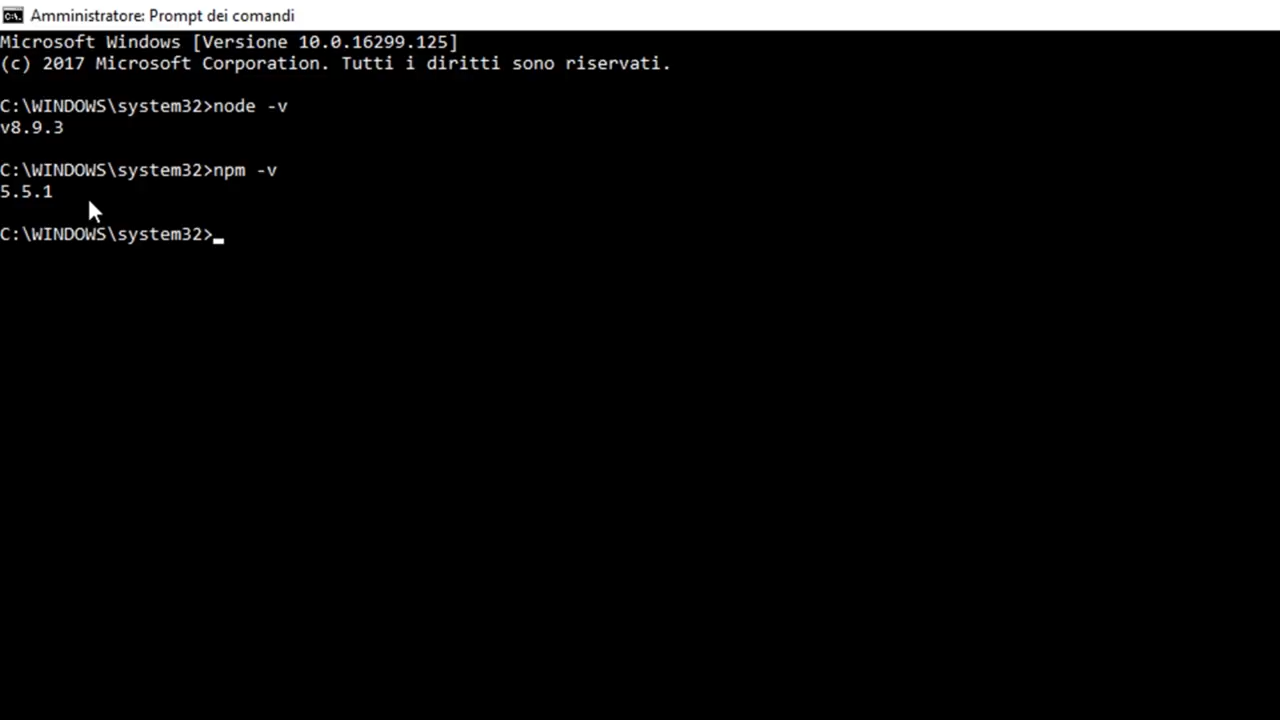 Amministratore: Prompt dei comandi
Microsoft Windows [Versione 10.0.16299.125]
(c) 2017 Microsoft Corporation. Tutti i diritti sono riservati.
C:\WINDOWS\system32>node -v
v8.9.3
C:\WINDOWS\system32>npm -v
5.5.1
C:\WINDOWS\system32>